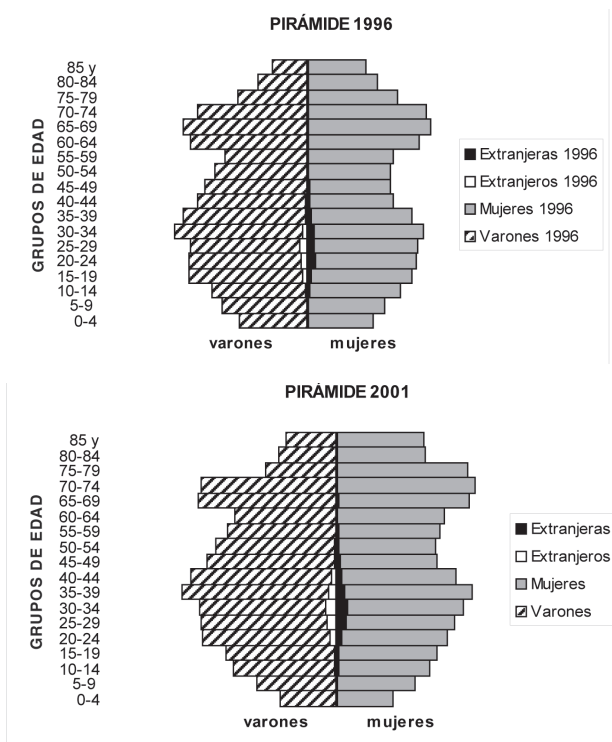 PIRÁMIDE 1996
GRUPOS DE EDAD
85 y
80-84
75-79
70-74
65-69
60-64
55-59
50-54
45-49
40-44
35-39
30-34
25-29
20-24
15-19
10-14
5-9
0-4
varones mujeres
Extranjeras 1996
Extranjeros 1996
Mujeres 1996
Varones 1996
PIRÁMIDE 2001
GRUPOS DE EDAD
85 y
80-84
75-79
70-74
65-69
60-64
55-59
50-54
45-49
40-44
35-39
30-34
25-29
20-24
15-19
10-14
5-9
0-4
varones mujeres
Extranjeras
Extranjeros
Mujeres
Varones